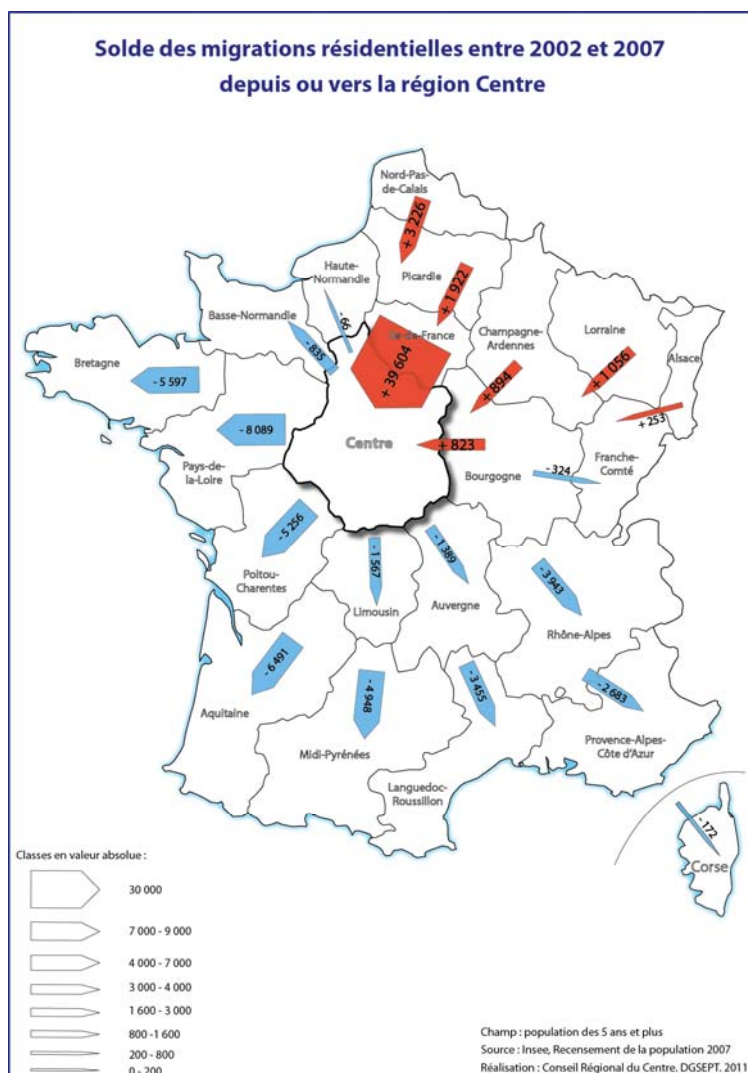 Solde des migrations résidentielles entre 2002 et 2007
depuis ou vers la région Centre
Nord-Pas-
de-Calais
+ 3 226
Haute-
Normandie
Picardie
+ 1 922
- 66
Basse-Normandie
- 835
Ile-de-France
Champagne-
Ardennes
Lorraine
Alsace
Bretagne
- 5 597
+ 39 604
+ 894
+ 1 056
+ 253
- 8 089
Centre
+ 823
Pays-de-
la-Loire
Bourgogne
- 324
Franche-
Comté
- 5 256
Poitou-
Charentes
- 1 567
Limousin
- 1 389
Auvergne
- 3 943
Rhône-Alpes
- 6 491
Aquitaine
- 4 948
Midi-Pyrénées
- 3 455
- 2 683
Provence-Alpes-
Côte d'Azur
Languedoc-
Roussillon
- 172
Corse
Classes en valeur absolue :
30 000
7 000 - 9 000
4 000 - 7 000
3 000 - 4 000
1 600 - 3 000
800 -1 600
200 - 800
0 - 200
Champ : population des 5 ans et plus
Source : Insee, Recensement de la population 2007
Réalisation : Conseil Régional du Centre. DGSEPT. 2011